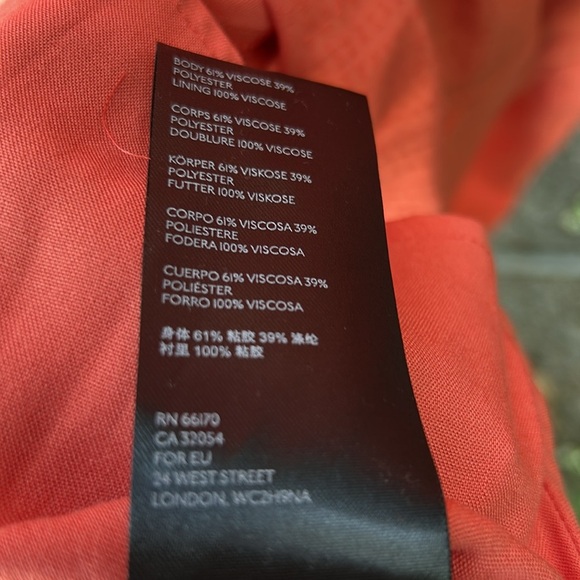 BODY 61% VISCOSE 39%
POLYESTER
LINING 100% VISCOSE
CORPS 61% VISCOSE 39%
POLYESTER
DOUBLURE 100% VISCOSE
KÖRPER 61% VISKOSE 39%
POLYESTER
FUTTER 100% VISKOSE
CORPO 61% VISCOSA 39%
POLIESTERE
FODERA 100% VISCOSA
CUERPO 61% VISCOSA 39%
POLIÉSTER
FORRO 100% VISCOSA
身体 61% 粘胶 39% 涤纶
衬里 100% 粘胶
RN 66170
CA 32054
FOR EU
24 WEST STREET
LONDON, WC2H9NA